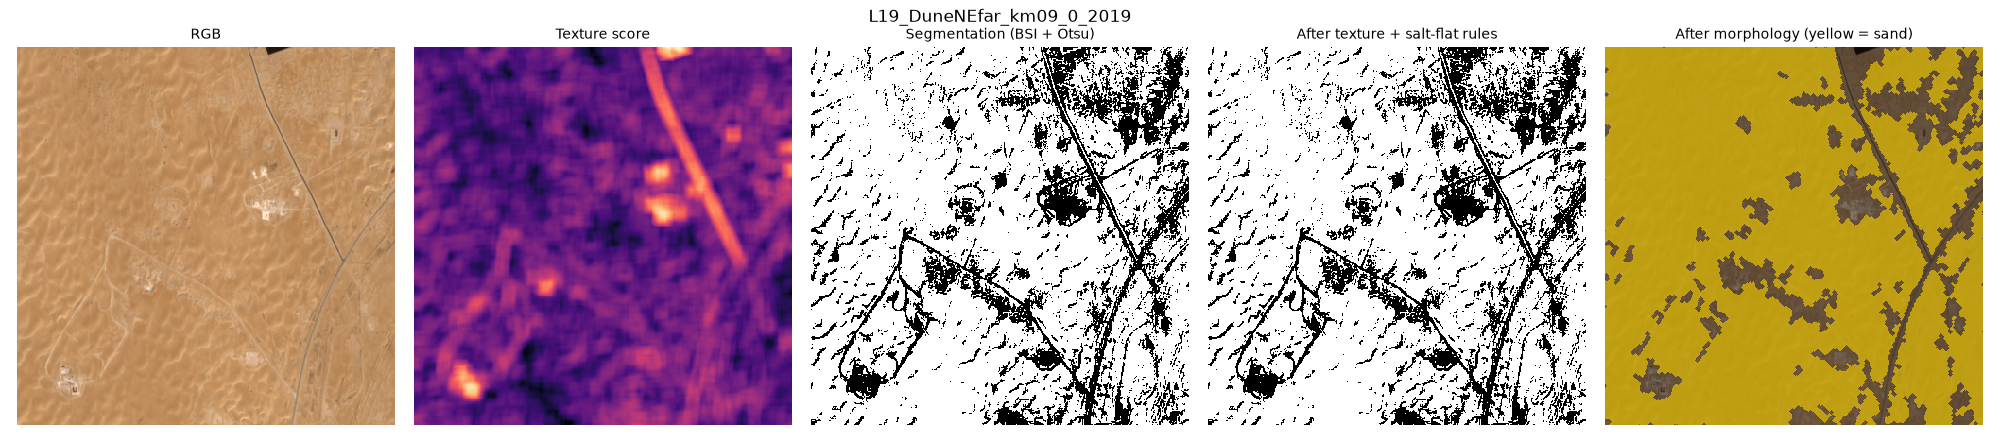 L19_DuneNEfar_km09_0_2019
RGB
Texture score
Segmentation (BSI + Otsu)
After texture + salt-flat rules
After morphology (yellow = sand)